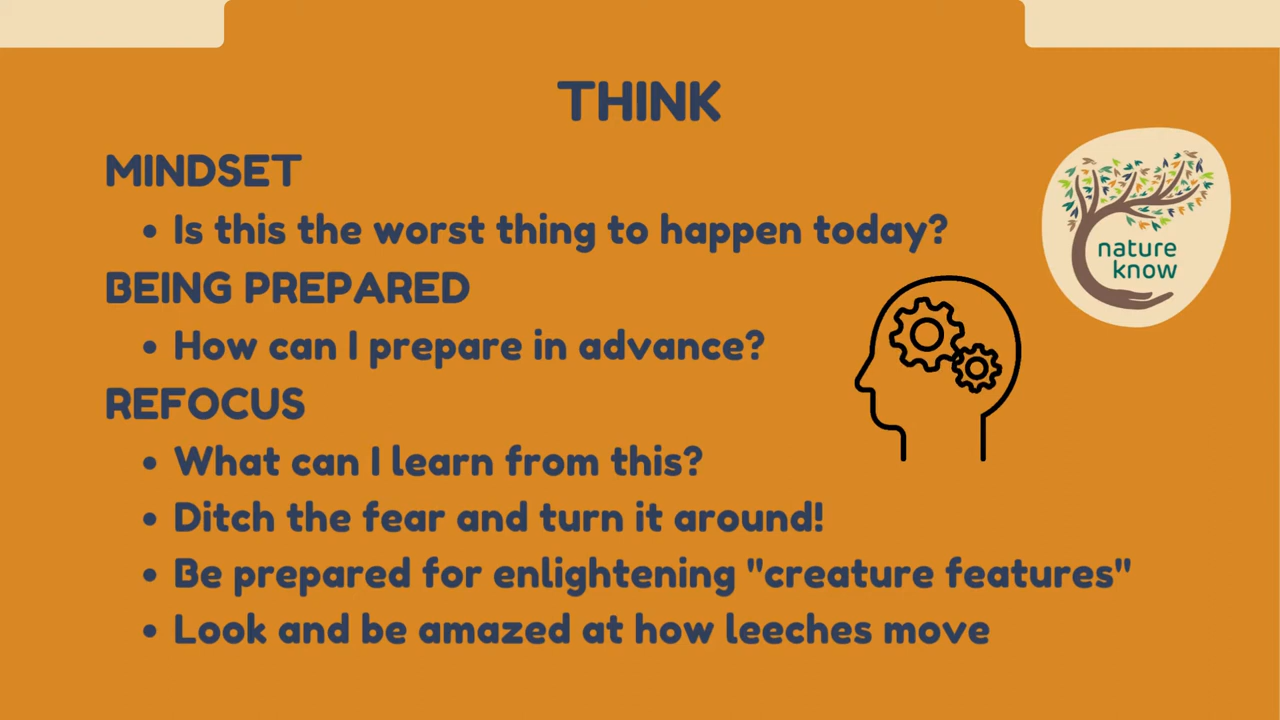 THINK
MINDSET
• Is this the worst thing to happen today?
BEING PREPARED
• How can I prepare in advance?
REFOCUS
• What can I learn from this?
• Ditch the fear and turn it around!
• Be prepared for enlightening "creature features"
• Look and be amazed at how leeches move
nature
know